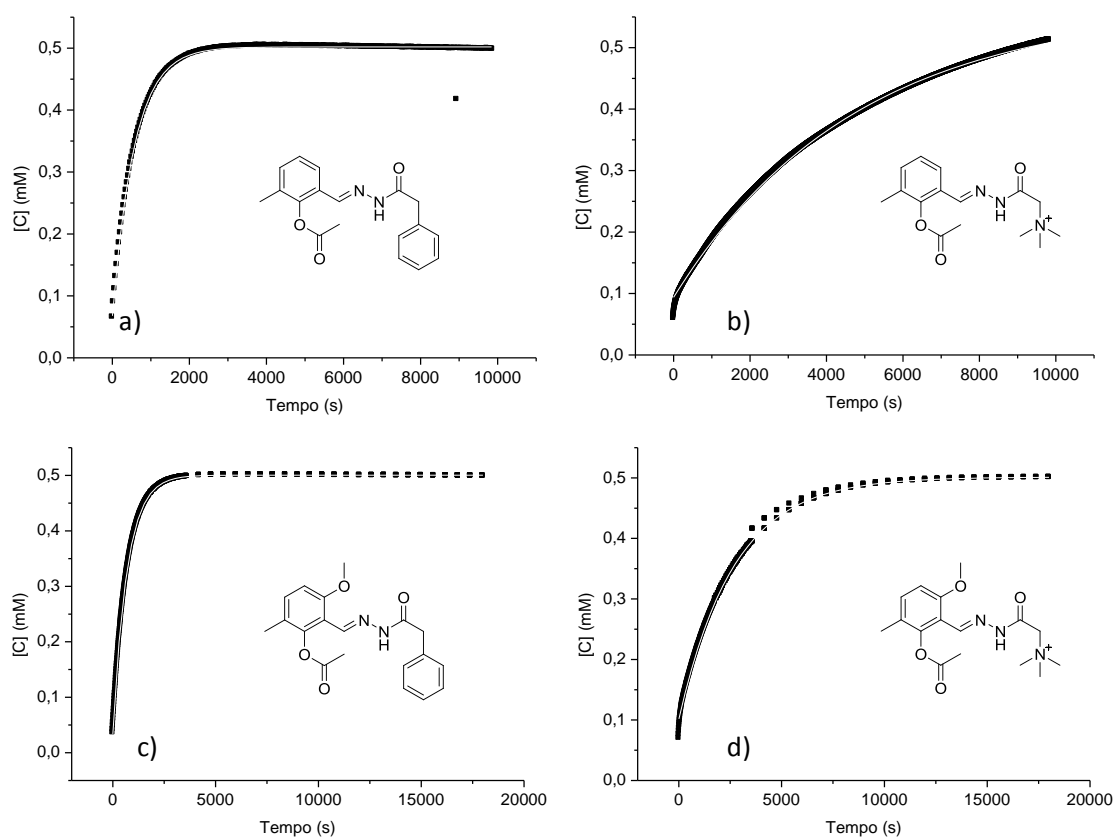 0,5
0,4
0,3
0,2
0,1
0,0
[C] (mM)
0 2000 4000 6000 8000 10000
Tempo (s)
a)
N
NH
O
O
O
0,5
0,4
0,3
0,2
0,1
0,0
[C] (mM)
0 2000 4000 6000 8000 10000
Tempo (s)
b)
N
N
H
O
N+
O
O
0,5
0,4
0,3
0,2
0,1
0,0
[C] (mM)
0 5000 10000 15000 20000
Tempo (s)
c)
O
N
N
H
O
O
O
0,5
0,4
0,3
0,2
0,1
0,0
[C] (mM)
0 5000 10000 15000 20000
Tempo (s)
d)
O
N
N
H
O
N+
O
O